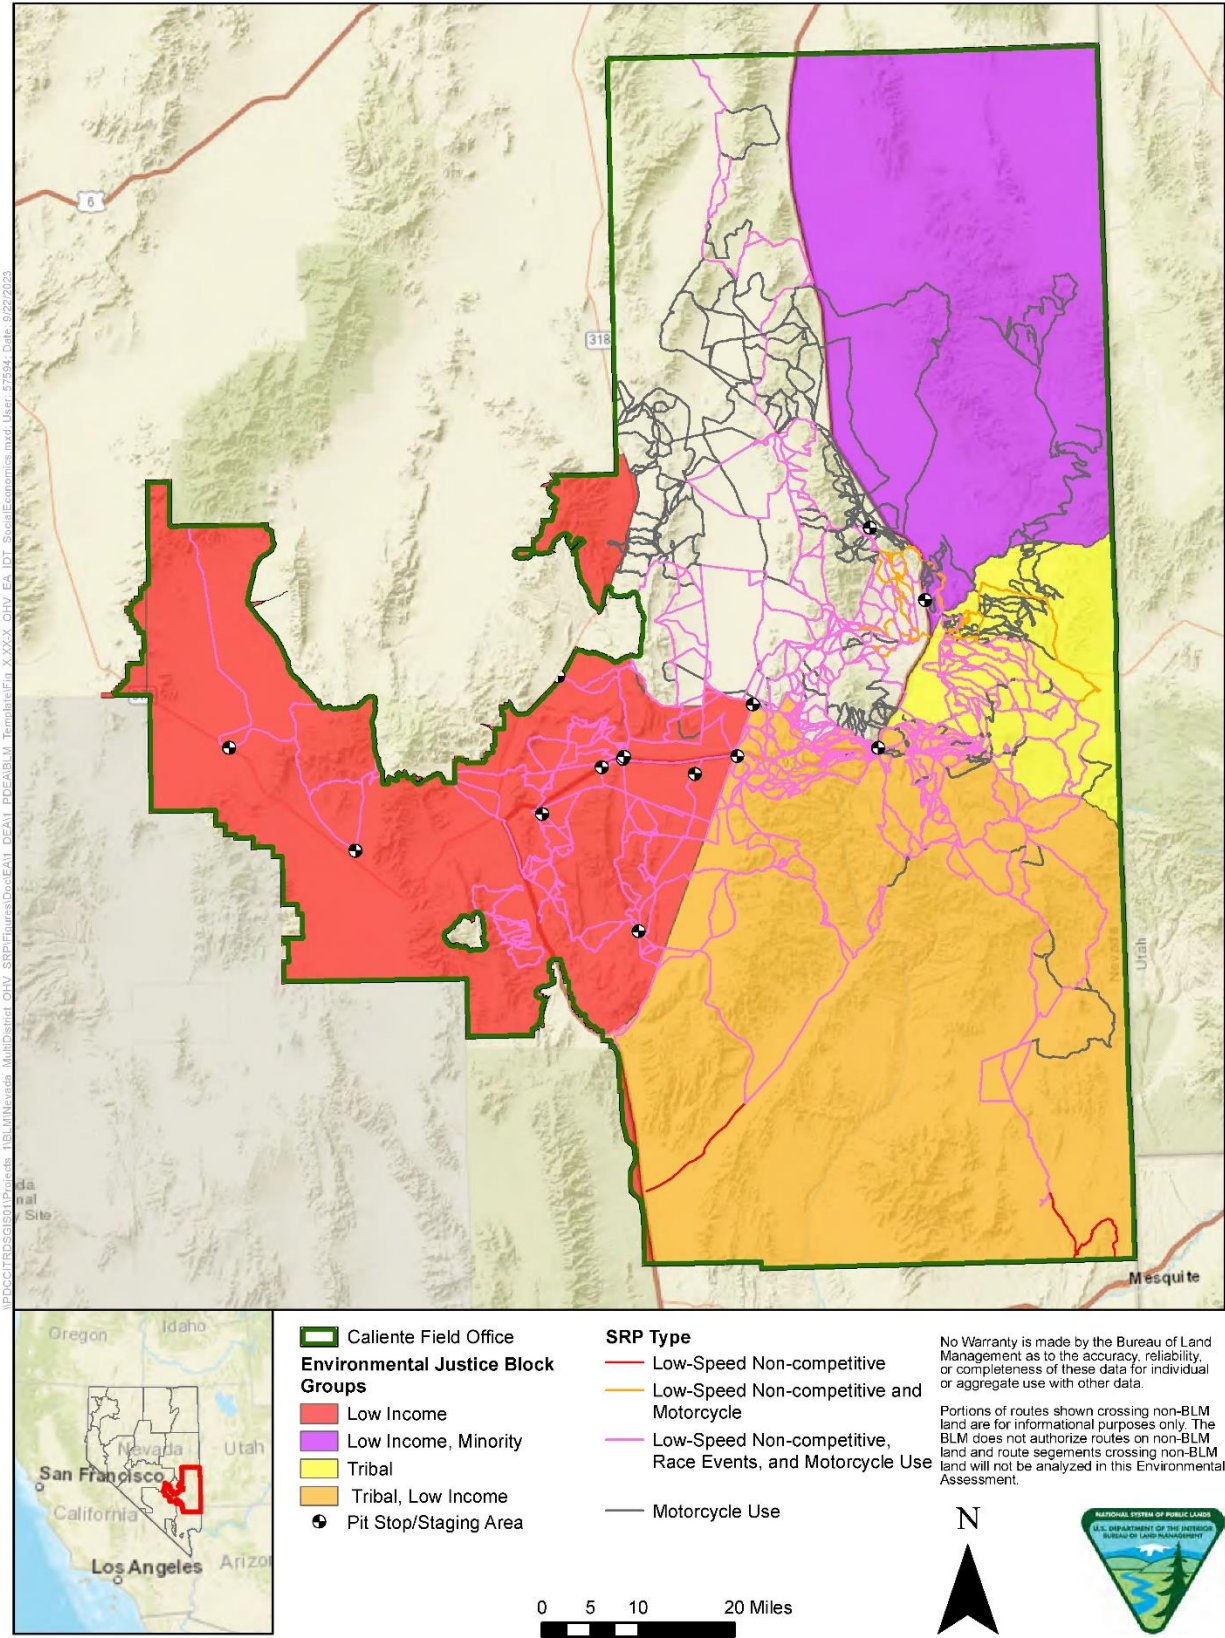 6
318
Nevada
Utah
Mesquite
Oregon
Idaho
Nevada
Utah
San Francisco
California
Los Angeles
Caliente Field Office
Environmental Justice Block
Groups
Low Income
Low Income, Minority
Tribal
Tribal, Low Income
Pit Stop/Staging Area
SRP Type
Low-Speed Non-competitive
Low-Speed Non-competitive and
Motorcycle
Low-Speed Non-competitive,
Race Events, and Motorcycle Use
Motorcycle Use
0 5 10 20 Miles
No Warranty is made by the Bureau of Land
Management as to the accuracy, reliability,
or completeness of these data for individual
or aggregate use with other data.
Portions of routes shown crossing non-BLM
land are for informational purposes only. The
BLM does not authorize routes on non-BLM
land and route segements crossing non-BLM
land will not be analyzed in this Environmental
Assessment.
N
NATIONAL SYSTEM OF PUBLIC LANDS
U.S. DEPARTMENT OF THE INTERIOR
BUREAU OF LAND MANAGEMENT